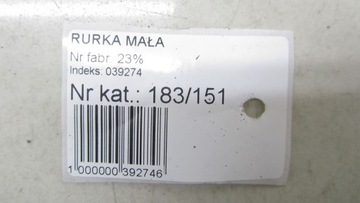 RURKA MAŁA
Nr fabr 23%
Indeks: 039274
Nr kat.: 183/151
1 000000 392746